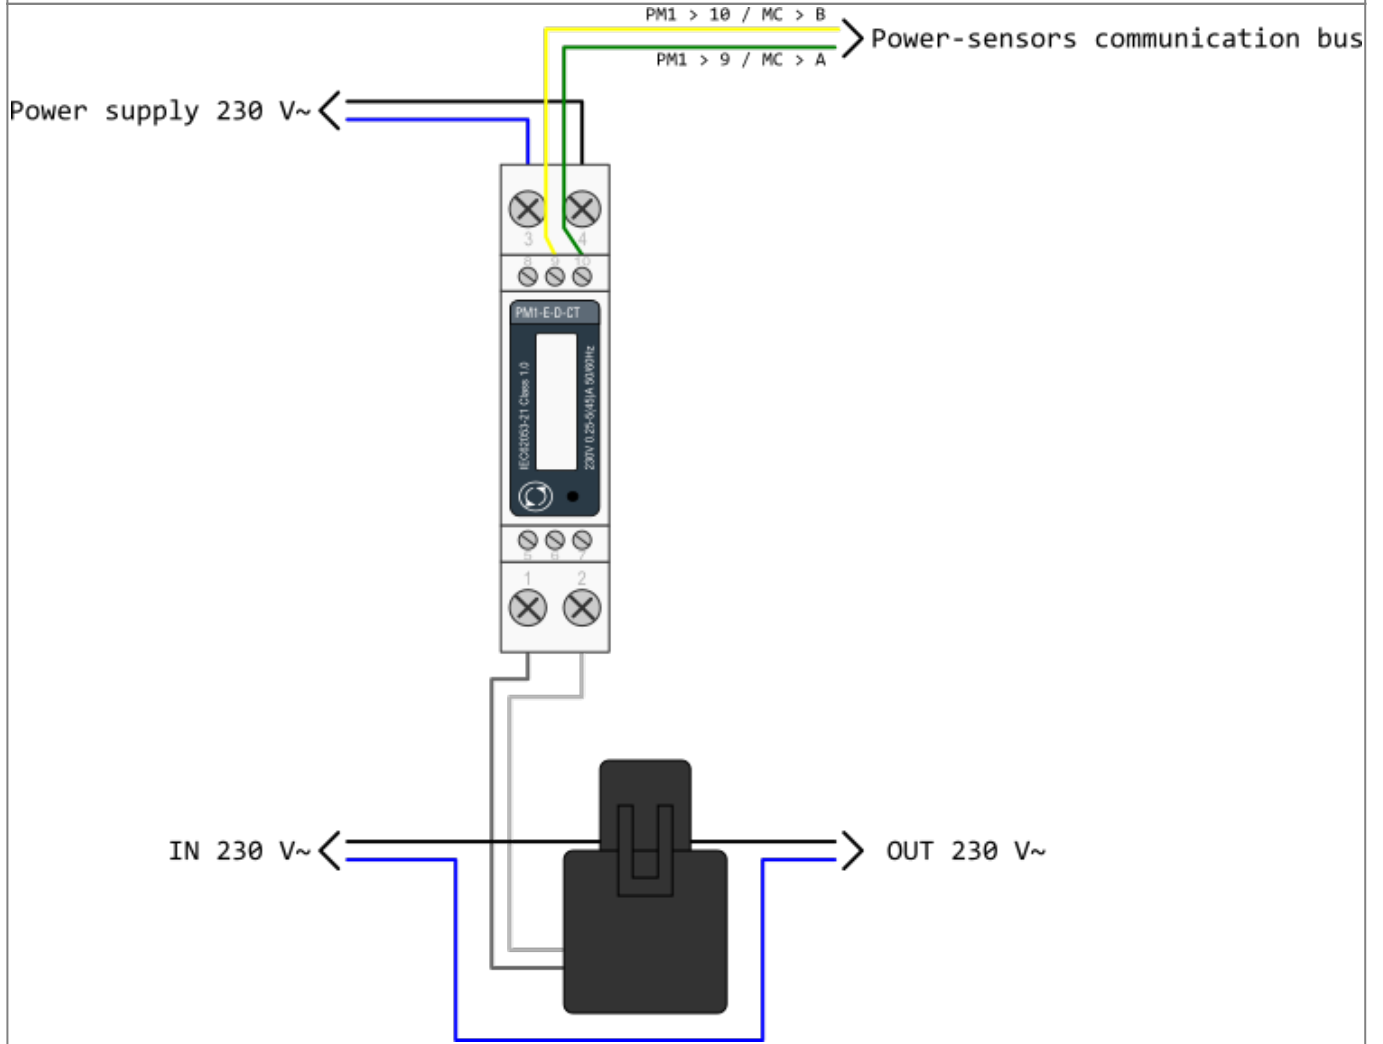 PM1 > 10 / MC > B
Power-sensors communication bus
PM1 > 9 / MC > A
Power supply 230 V~
3
4
8
9
10
PM1-E-D-CT
IEC62053-21 Class 1.0
230V 0.25-5(45)A 50/60Hz
5
6
7
1
2
IN 230 V~
OUT 230 V~